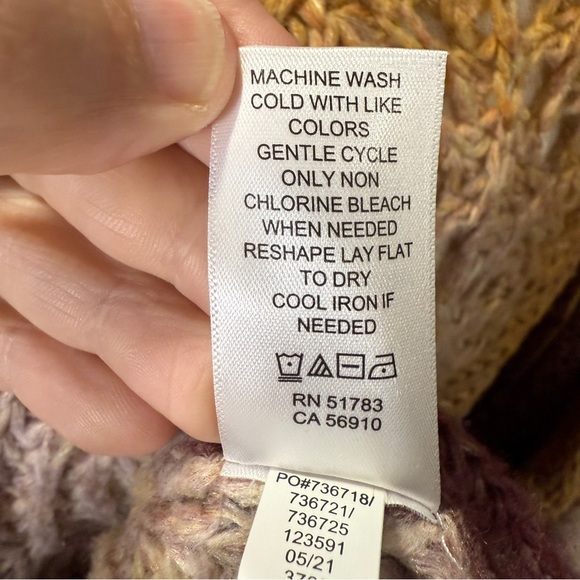 MACHINE WASH
COLD WITH LIKE
COLORS
GENTLE CYCLE
ONLY NON
CHLORINE BLEACH
WHEN NEEDED
RESHAPE LAY FLAT
TO DRY
COOL IRON IF
NEEDED
RN 51783
CA 56910
PO#736718/
736721/
736725
123591
05/21